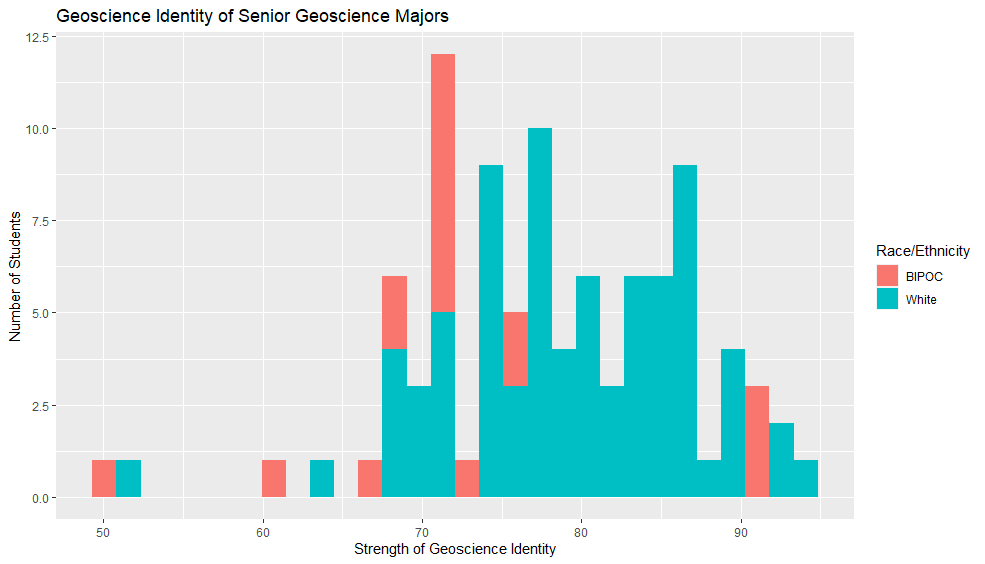 Geoscience Identity of Senior Geoscience Majors
12.5
10.0
7.5
5.0
2.5
0.0
Number of Students
50 60 70 80 90
Strength of Geoscience Identity
Race/Ethnicity
BIPOC
White